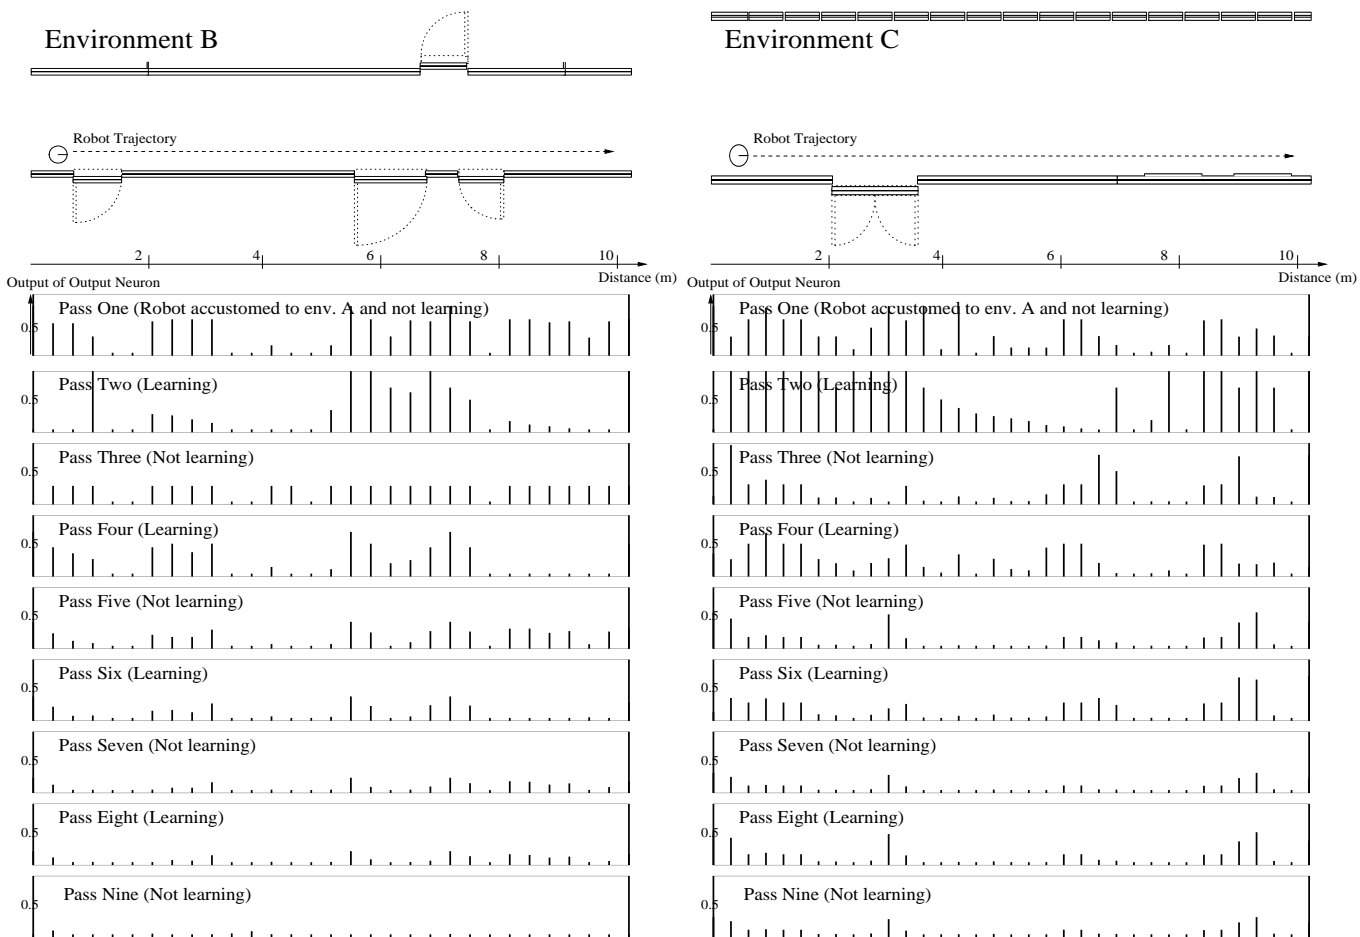 Environment B
Robot Trajectory
2 4 6 8 10
Distance (m)
Output of Output Neuron
Pass One (Robot accustomed to env. A and not learning)
0.5
Pass Two (Learning)
0.5
Pass Three (Not learning)
0.5
Pass Four (Learning)
0.5
Pass Five (Not learning)
0.5
Pass Six (Learning)
0.5
Pass Seven (Not learning)
0.5
Pass Eight (Learning)
0.5
Pass Nine (Not learning)
0.5
Environment C
Robot Trajectory
2 4 6 8 10
Distance (m)
Output of Output Neuron
Pass One (Robot accustomed to env. A and not learning)
0.5
Pass Two (Learning)
0.5
Pass Three (Not learning)
0.5
Pass Four (Learning)
0.5
Pass Five (Not learning)
0.5
Pass Six (Learning)
0.5
Pass Seven (Not learning)
0.5
Pass Eight (Learning)
0.5
Pass Nine (Not learning)
0.5